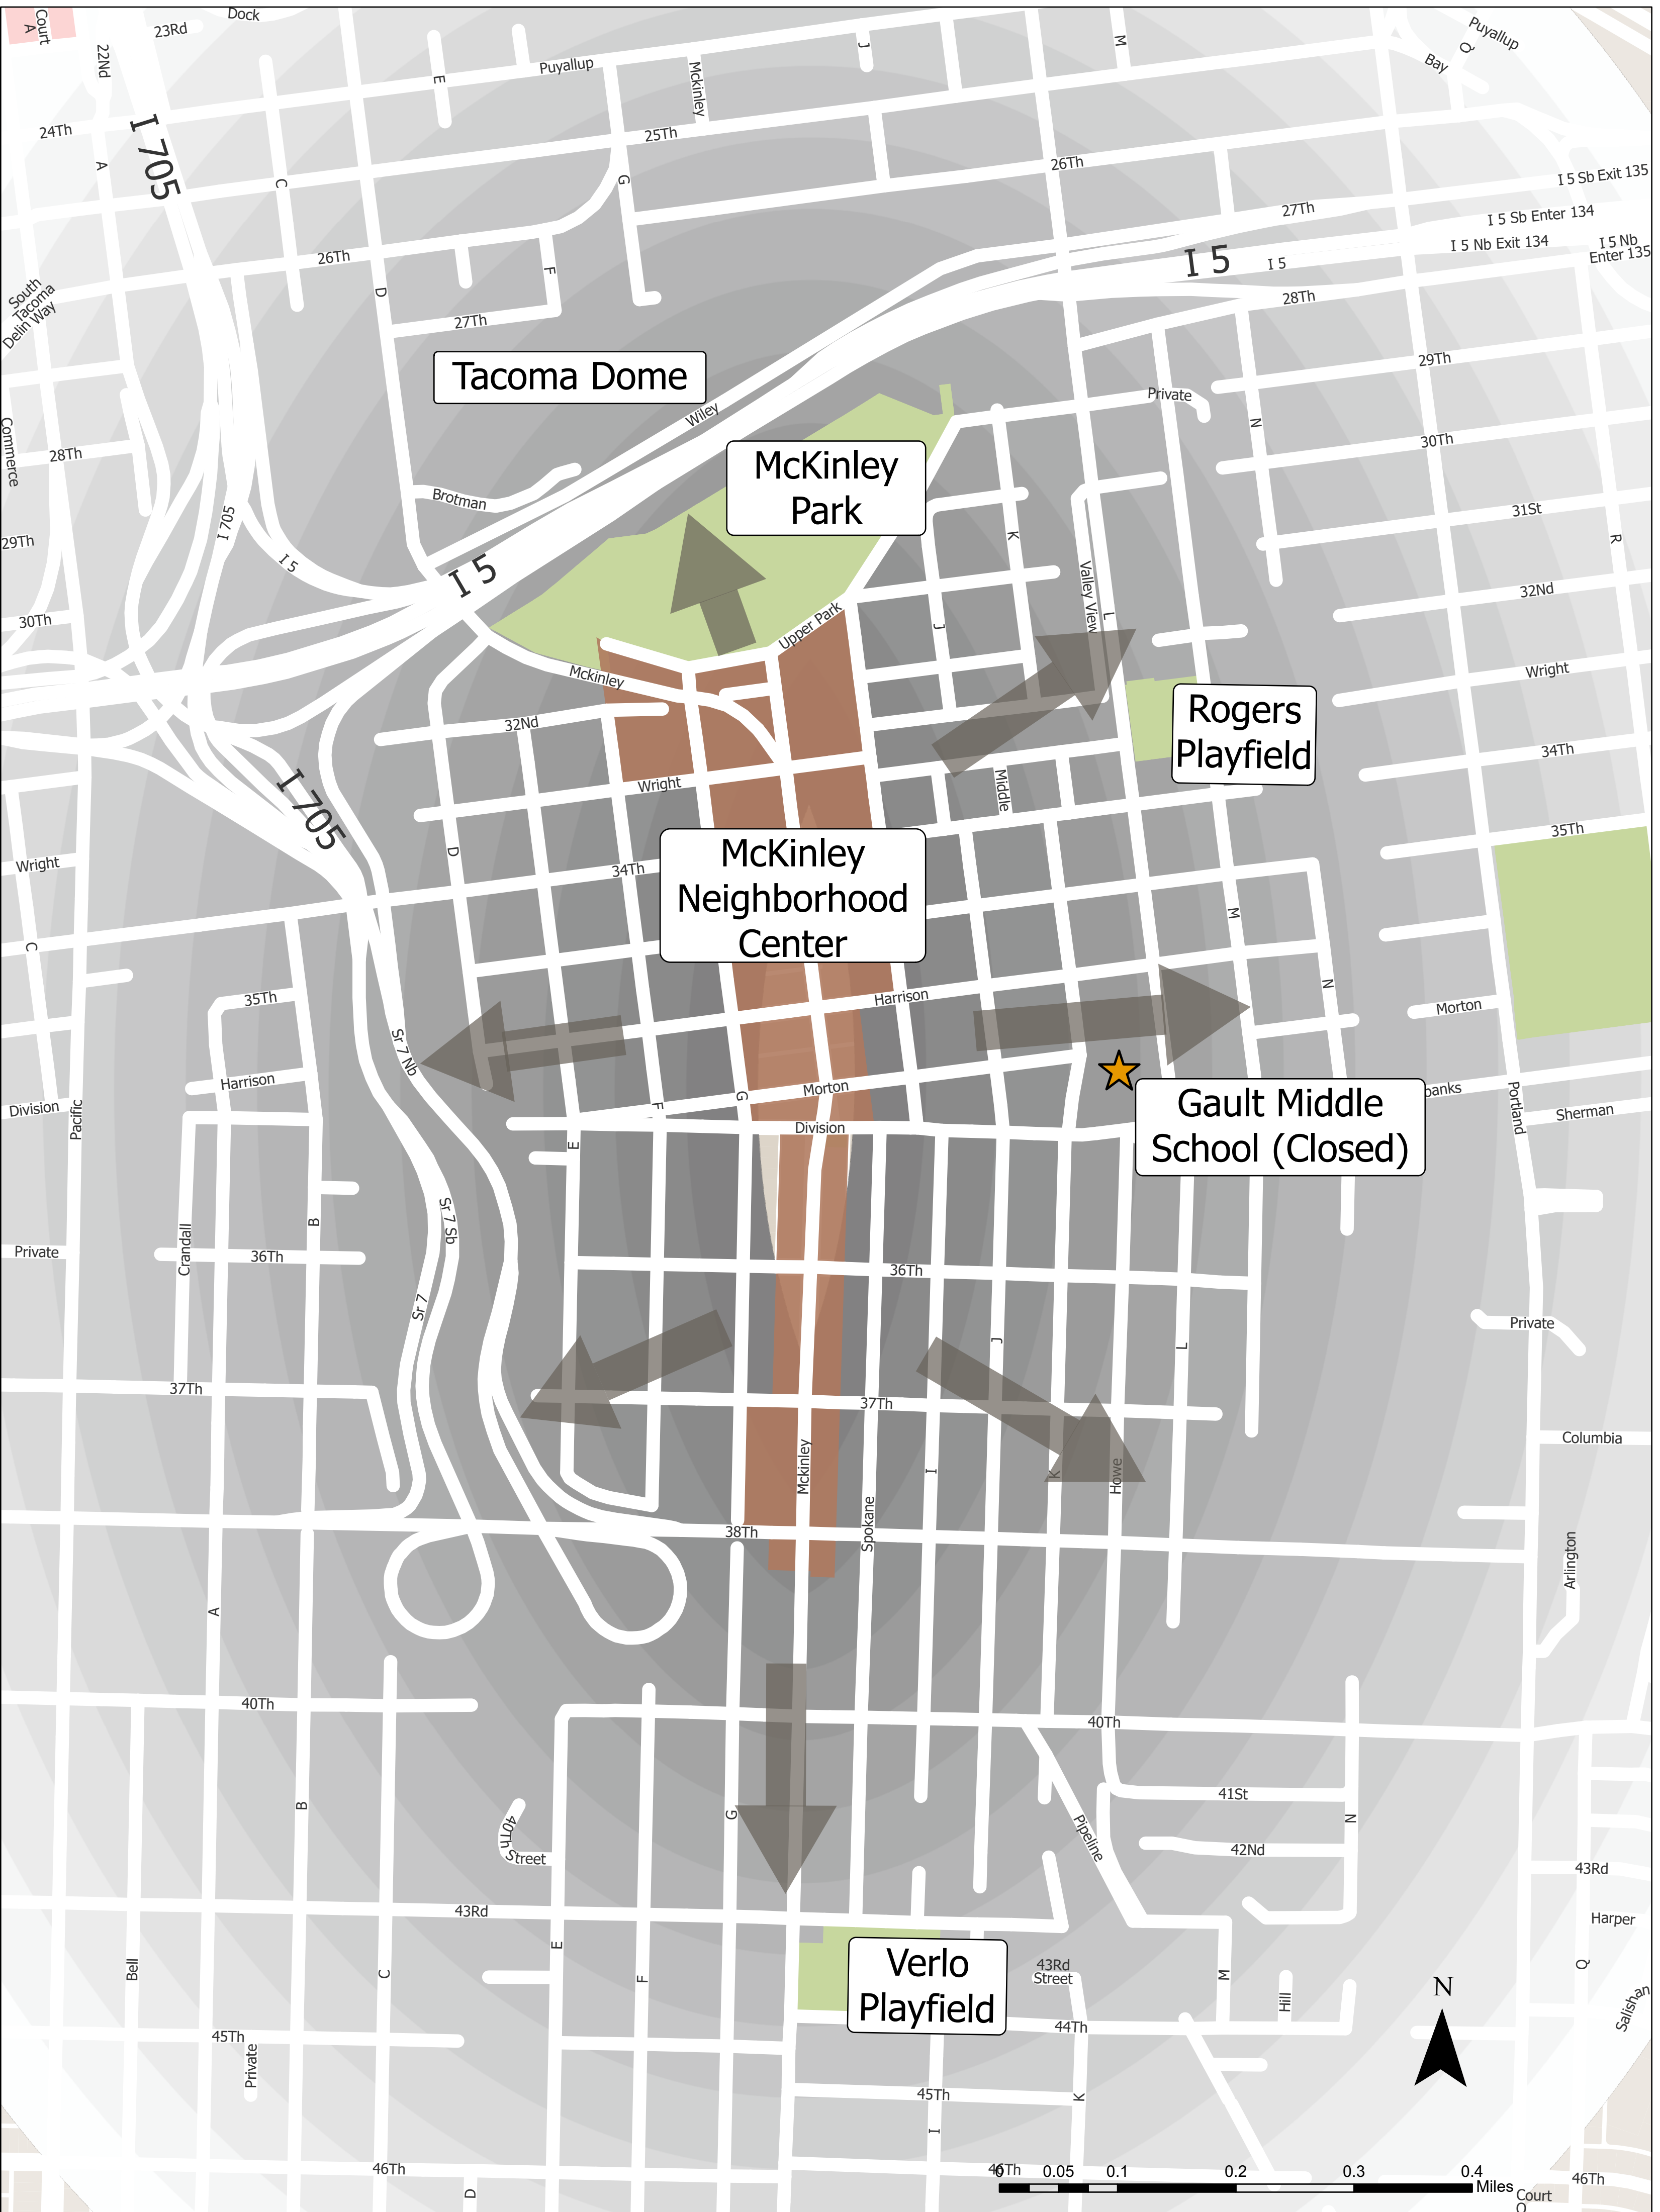 Court
A
22Nd
23Rd
Dock
E
Puyallup
Mckinley
J
M
Puyallup
Q
Bay
24Th
A
I 705
C
25Th
G
26Th
I 5 Sb Exit 135
27Th
I 5 Sb Enter 134
I 5 Nb Exit 134
I 5 Nb
Enter 135
I 5
I 5
28Th
26Th
D
F
27Th
South
Tacoma
Delin Way
Tacoma Dome
Wiley
29Th
Private
N
30Th
Commerce
28Th
McKinley
Park
Brotman
I 705
I 5
I 5
29Th
31St
R
K
Valley View
L
32Nd
30Th
Upper Park
J
Mckinley
Wright
Rogers
Playfield
32Nd
34Th
I 705
Wright
Middle
35Th
D
Wright
34Th
McKinley
Neighborhood
Center
M
C
N
35Th
Harrison
Morton
Sr 7 Nb
Harrison
Morton
Division
Pacific
F
G
Gault Middle
School (Closed)
banks
Portland
Sherman
Division
E
Crandall
B
Sr 7 Sb
Private
36Th
36Th
Sr 7
Private
J
L
37Th
37Th
Mckinley
I
K
Howe
Columbia
38Th
Spokane
Arlington
A
40Th
40Th
B
G
41St
N
40Th
Street
Pipeline
42Nd
43Rd
43Rd
Harper
E
Bell
C
F
Verlo
Playfield
43Rd
Street
M
Hill
Q
N
Salishan
44Th
45Th
Private
45Th
K
I
46Th
D
46Th
0 0.05 0.1 0.2 0.3 0.4
Miles
46Th
Court
Q